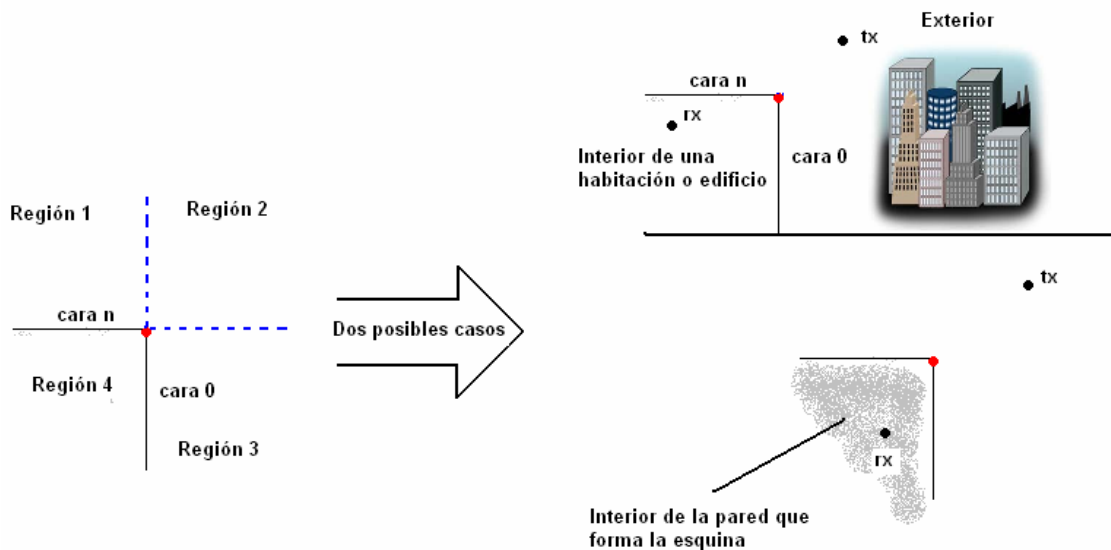 Región 1
Región 2
cara n
Región 4
cara 0
Región 3
Dos posibles casos
Exterior
tx
cara n
rx
cara 0
Interior de una
habitación o edificio
tx
rx
Interior de la pared que
forma la esquina